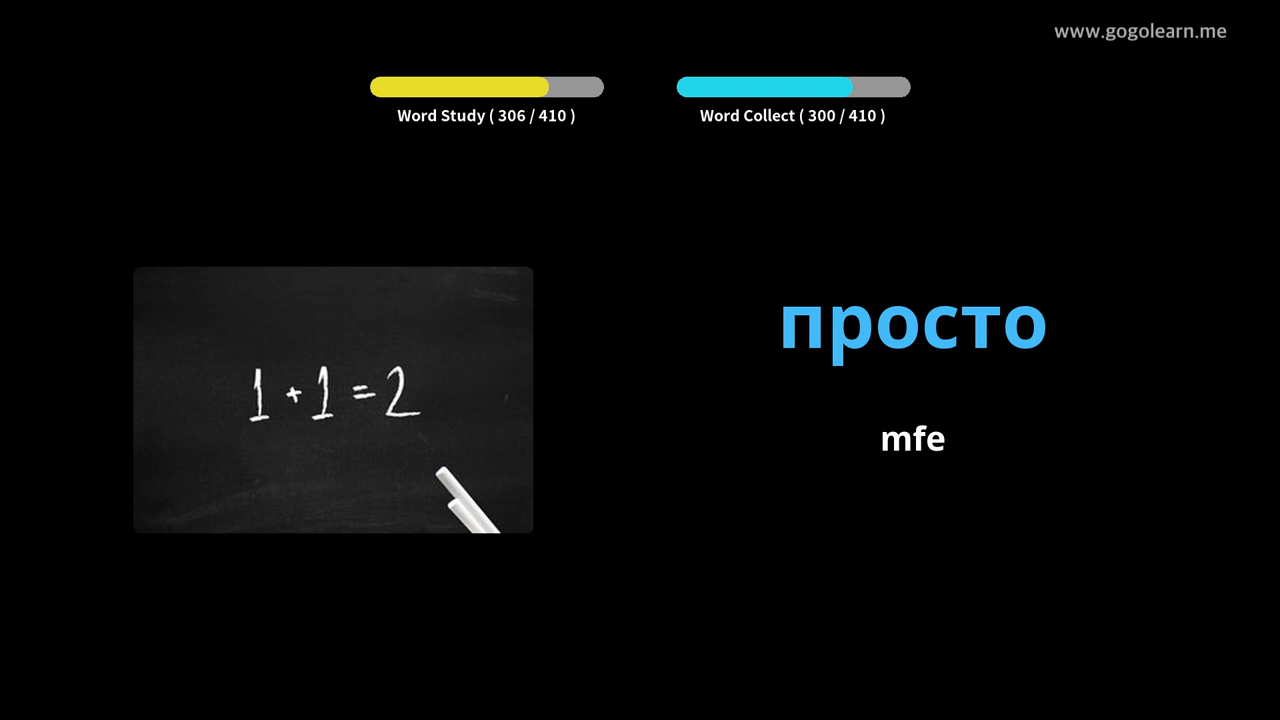 www.gogolearn.me
Word Study ( 306 / 410 )
Word Collect ( 300 / 410 )
просто
mfe
1 + 1 = 2